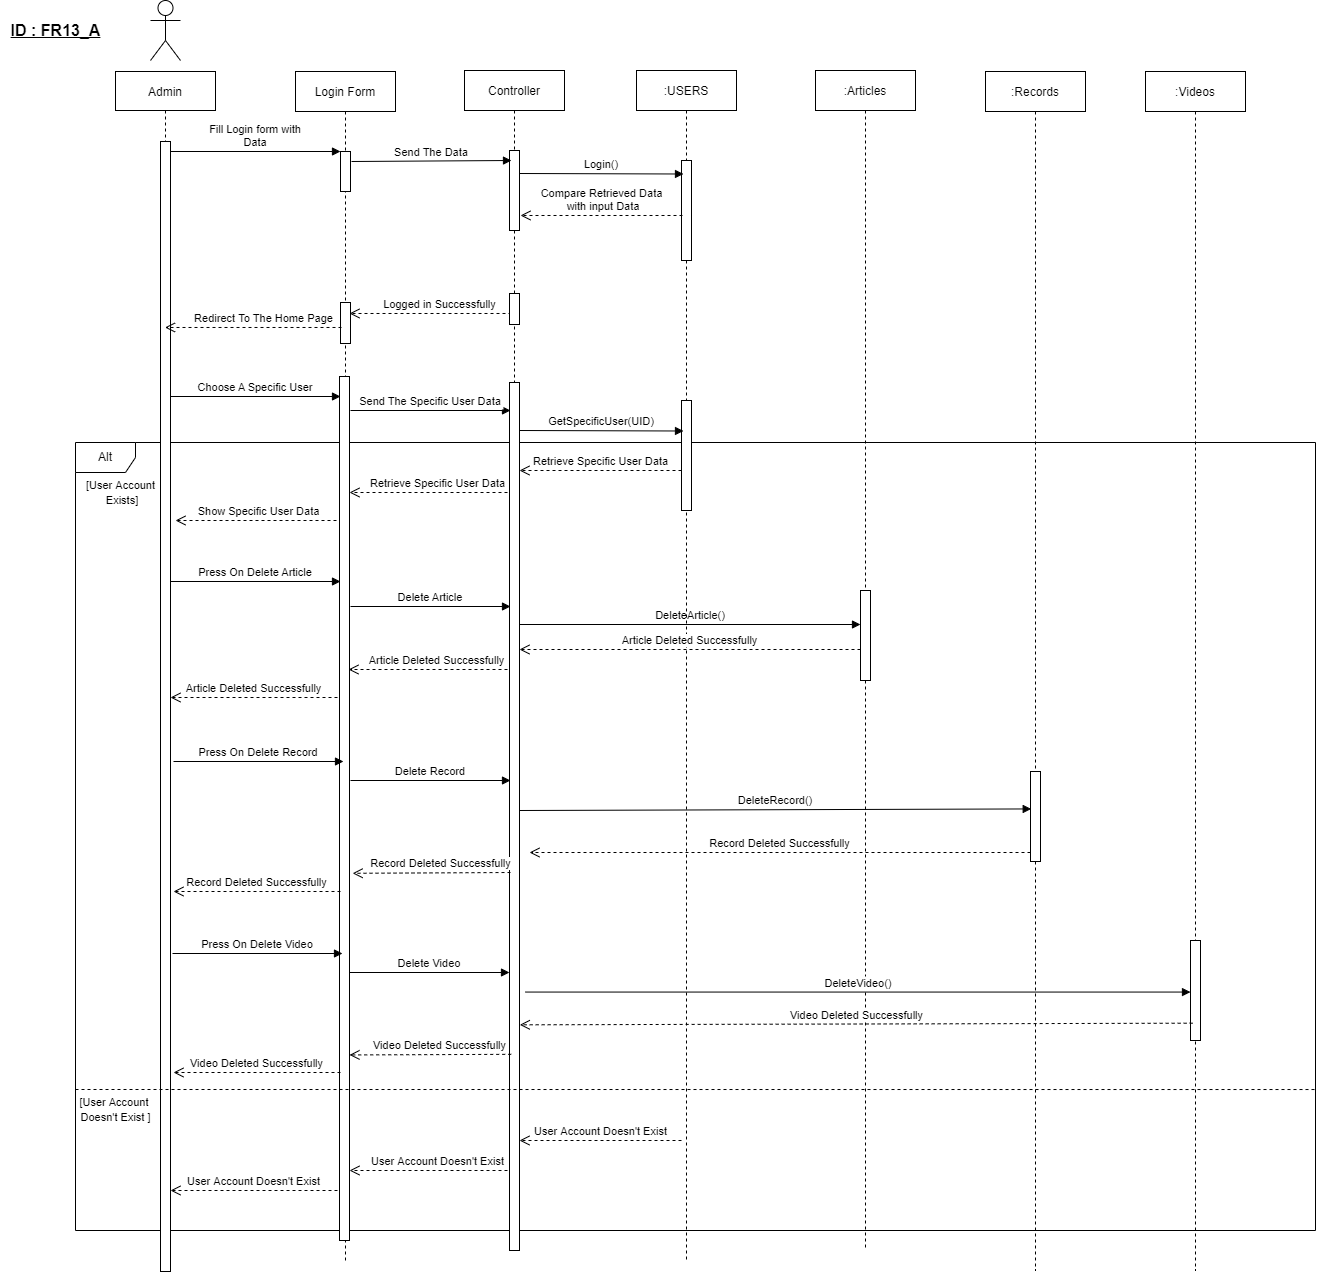 ID : FR13_A
Admin
Login Form
Controller
:USERS
:Articles
:Records
:Videos
Fill Login form with
Data
Send The Data
Login()
Compare Retrieved Data
with input Data
Logged in Successfully
Redirect To The Home Page
Choose A Specific User
Send The Specific User Data
GetSpecificUser(UID)
Alt
[User Account
Exists]
Retrieve Specific User Data
Retrieve Specific User Data
Show Specific User Data
Press On Delete Article
Delete Article
DeleteArticle()
Article Deleted Successfully
Article Deleted Successfully
Article Deleted Successfully
Press On Delete Record
Delete Record
DeleteRecord()
Record Deleted Successfully
Record Deleted Successfully
Record Deleted Successfully
Press On Delete Video
Delete Video
DeleteVideo()
Video Deleted Successfully
Video Deleted Successfully
Video Deleted Successfully
[User Account
Doesn't Exist ]
User Account Doesn't Exist
User Account Doesn't Exist
User Account Doesn't Exist